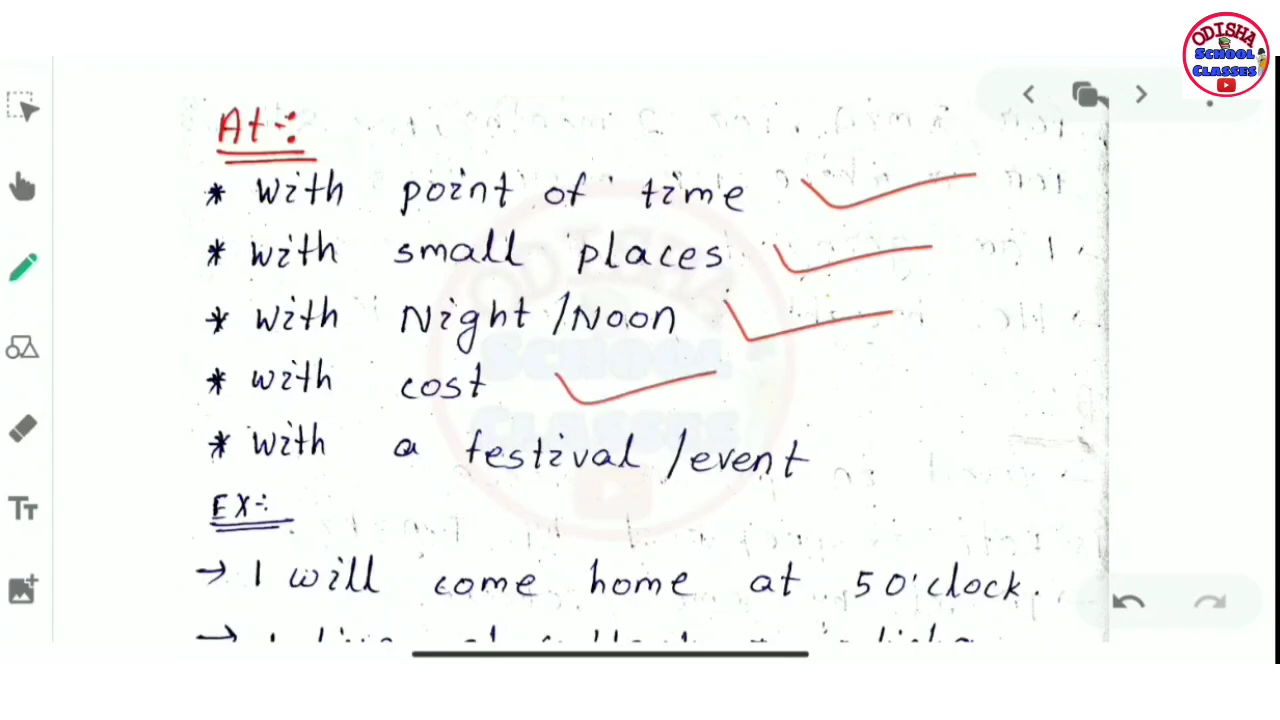 ODISHA
SCHOOL
CLASSES
At :-
* with point of time
* with small places
* with Night /Noon
* with cost
* with a festival /event
EX :-
→ I will come home at 5 O'clock.
TT